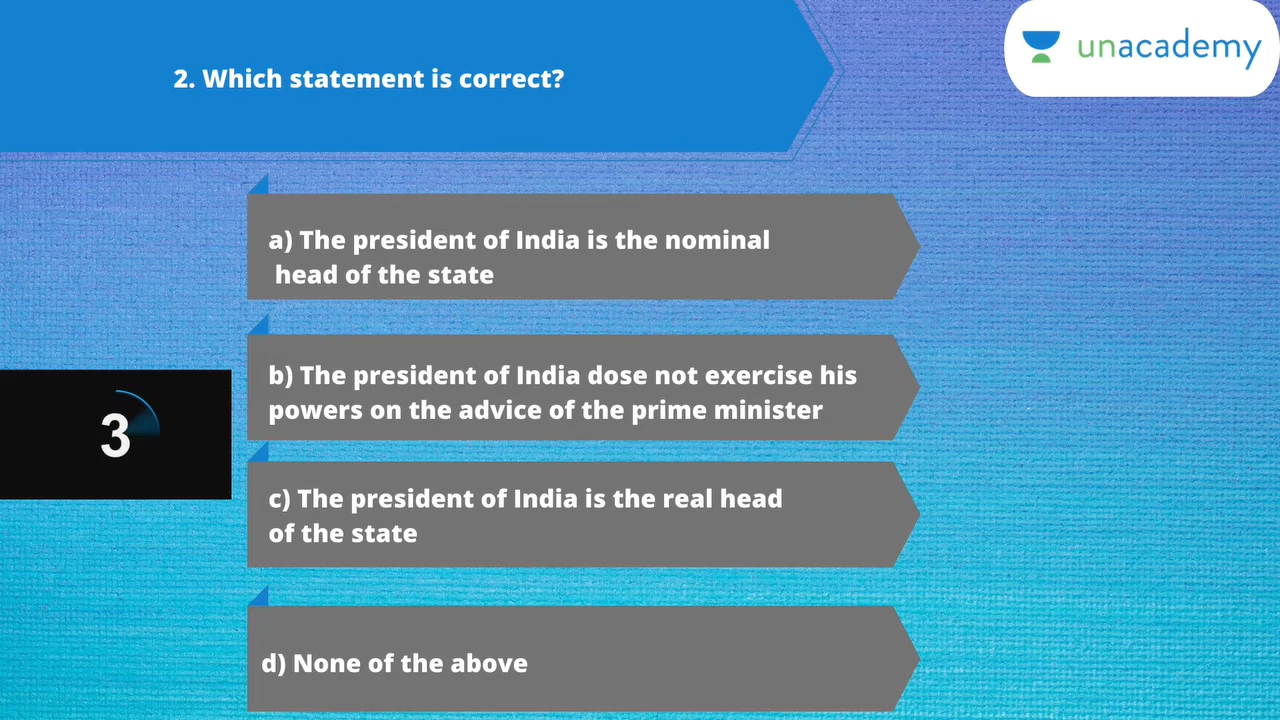 2. Which statement is correct?
unacademy
a) The president of India is the nominal
head of the state
b) The president of India dose not exercise his
powers on the advice of the prime minister
3
c) The president of India is the real head
of the state
d) None of the above